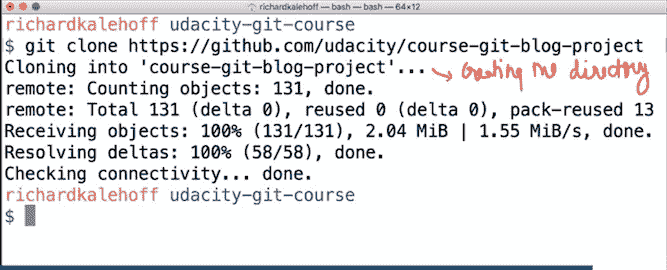 richardkalehoff — bash — bash — 64×12
richardkalehoff udacity-git-course
$ git clone https://github.com/udacity/course-git-blog-project
Cloning into 'course-git-blog-project'... → Creating the directory
remote: Counting objects: 131, done.
remote: Total 131 (delta 0), reused 0 (delta 0), pack-reused 13
Receiving objects: 100% (131/131), 2.04 MiB | 1.55 MiB/s, done.
Resolving deltas: 100% (58/58), done.
Checking connectivity... done.
richardkalehoff udacity-git-course
$